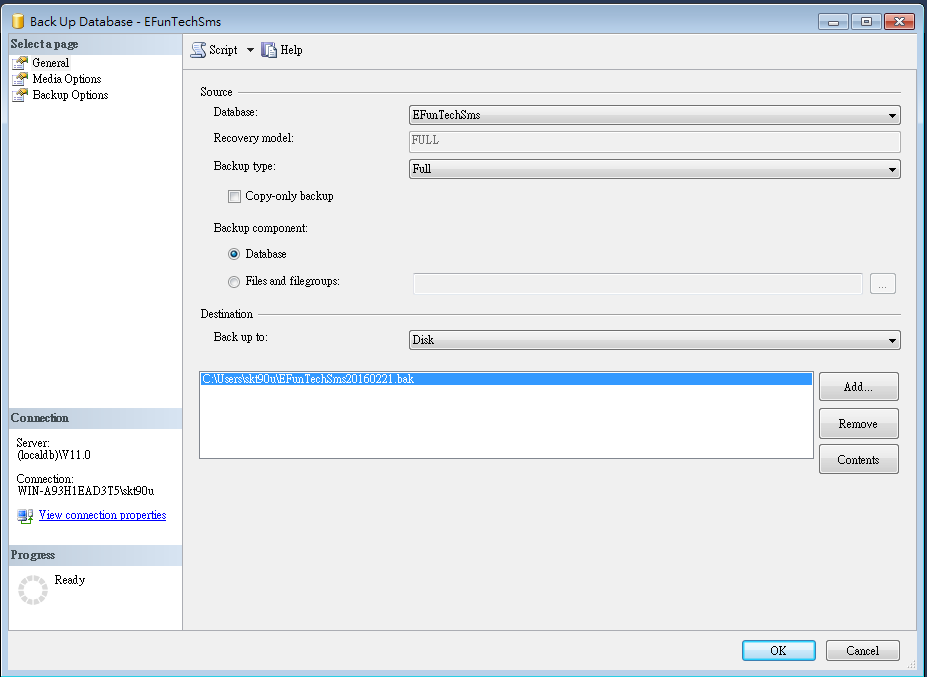 Back Up Database - EFunTechSms
Select a page
General
Media Options
Backup Options
Script
Help
Source
Database:
EFunTechSms
Recovery model:
FULL
Backup type:
Full
Copy-only backup
Backup component:
Database
Files and filegroups:
...
Destination
Back up to:
Disk
C:\Users\skt90u\EFunTechSms20160221.bak
Add...
Remove
Contents
Connection
Server:
(localdb)\V11.0
Connection:
WIN-A93H1EAD3T5\skt90u
View connection properties
Progress
Ready
OK
Cancel